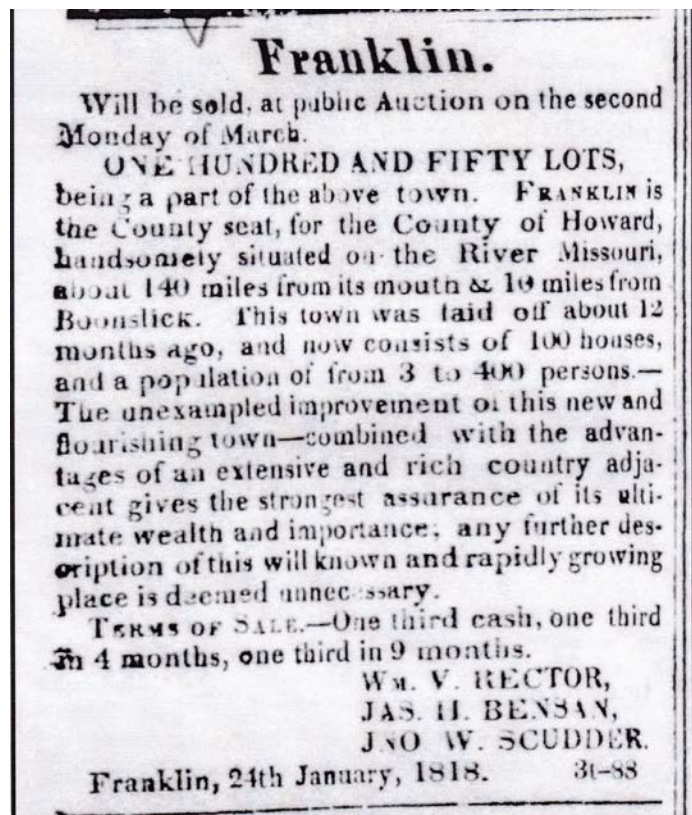 Franklin.
Will be sold, at public Auction on the second
Monday of March.
ONE HUNDRED AND FIFTY LOTS,
being a part of the above town. FRANKLIN is
the County seat, for the County of Howard,
handsomely situated on the River Missouri,
about 140 miles from its mouth & 10 miles from
Boonslick. This town was laid off about 12
months ago, and now consists of 100 houses,
and a population of from 3 to 400 persons.—
The unexampled improvement of this new and
flourishing town—combined with the advan-
tages of an extensive and rich country adja-
cent gives the strongest assurance of its ulti-
mate wealth and importance; any further des-
cription of this will known and rapidly growing
place is deemed unnecessary.
TERMS OF SALE.—One third cash, one third
in 4 months, one third in 9 months.
WM. V. RECTOR,
JAS. H. BENSAN,
JNO W. SCUDDER.
Franklin, 24th January, 1818. 3t-88